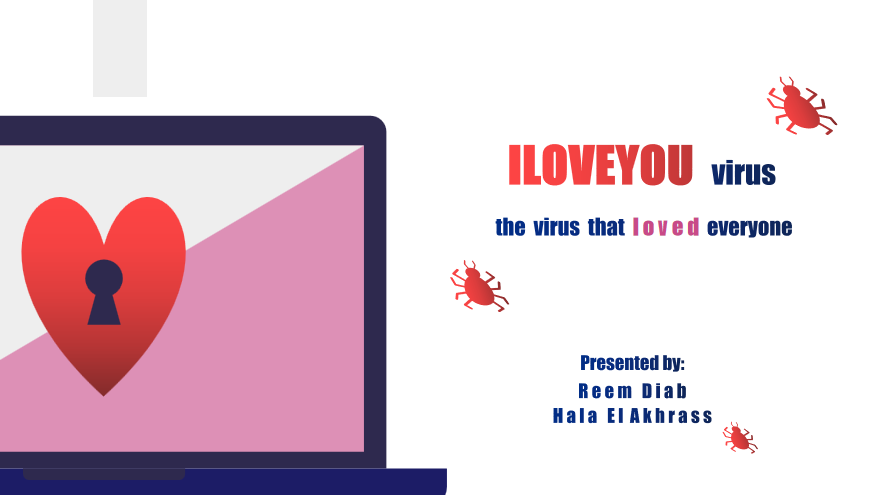 ILOVEYOU virus
the virus that loved everyone
Presented by:
Reem Diab
Hala El Akhrass